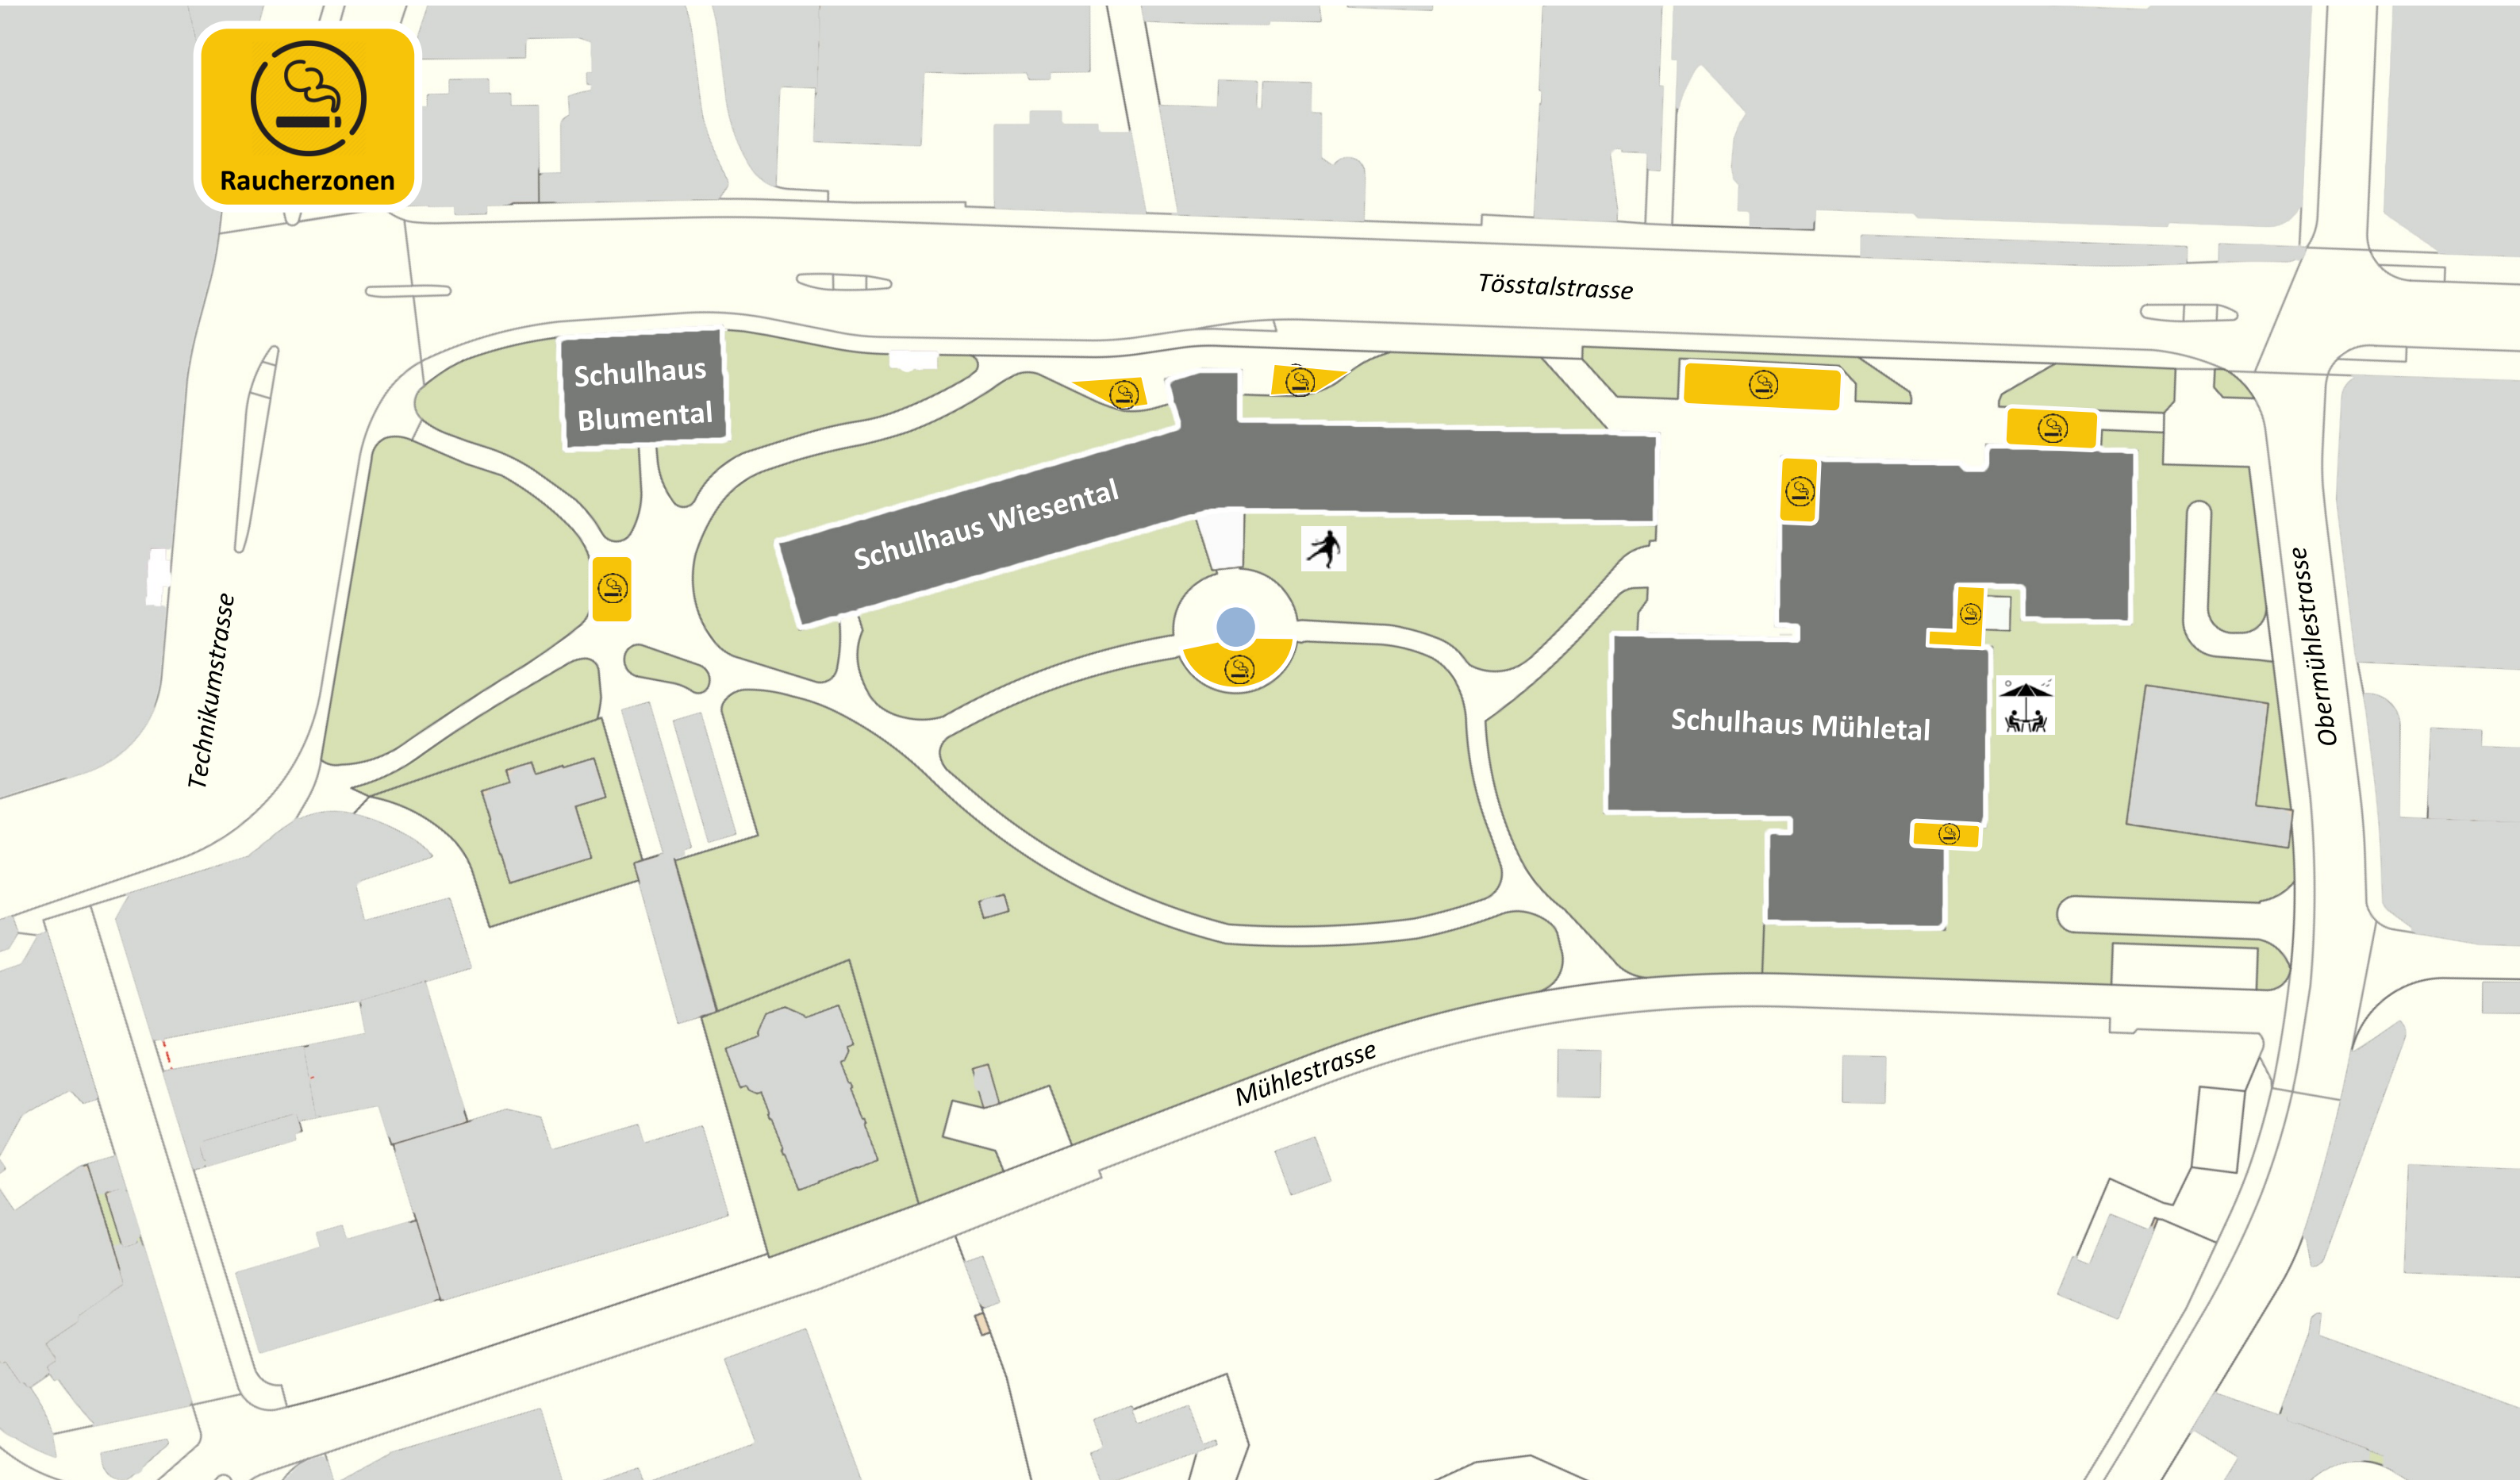 Raucherzonen
Tösstalstrasse
Schulhaus
Blumental
Schulhaus Wiesental
Technikumstrasse
Obermühlestrasse
Schulhaus Mühletal
Mühlestrasse